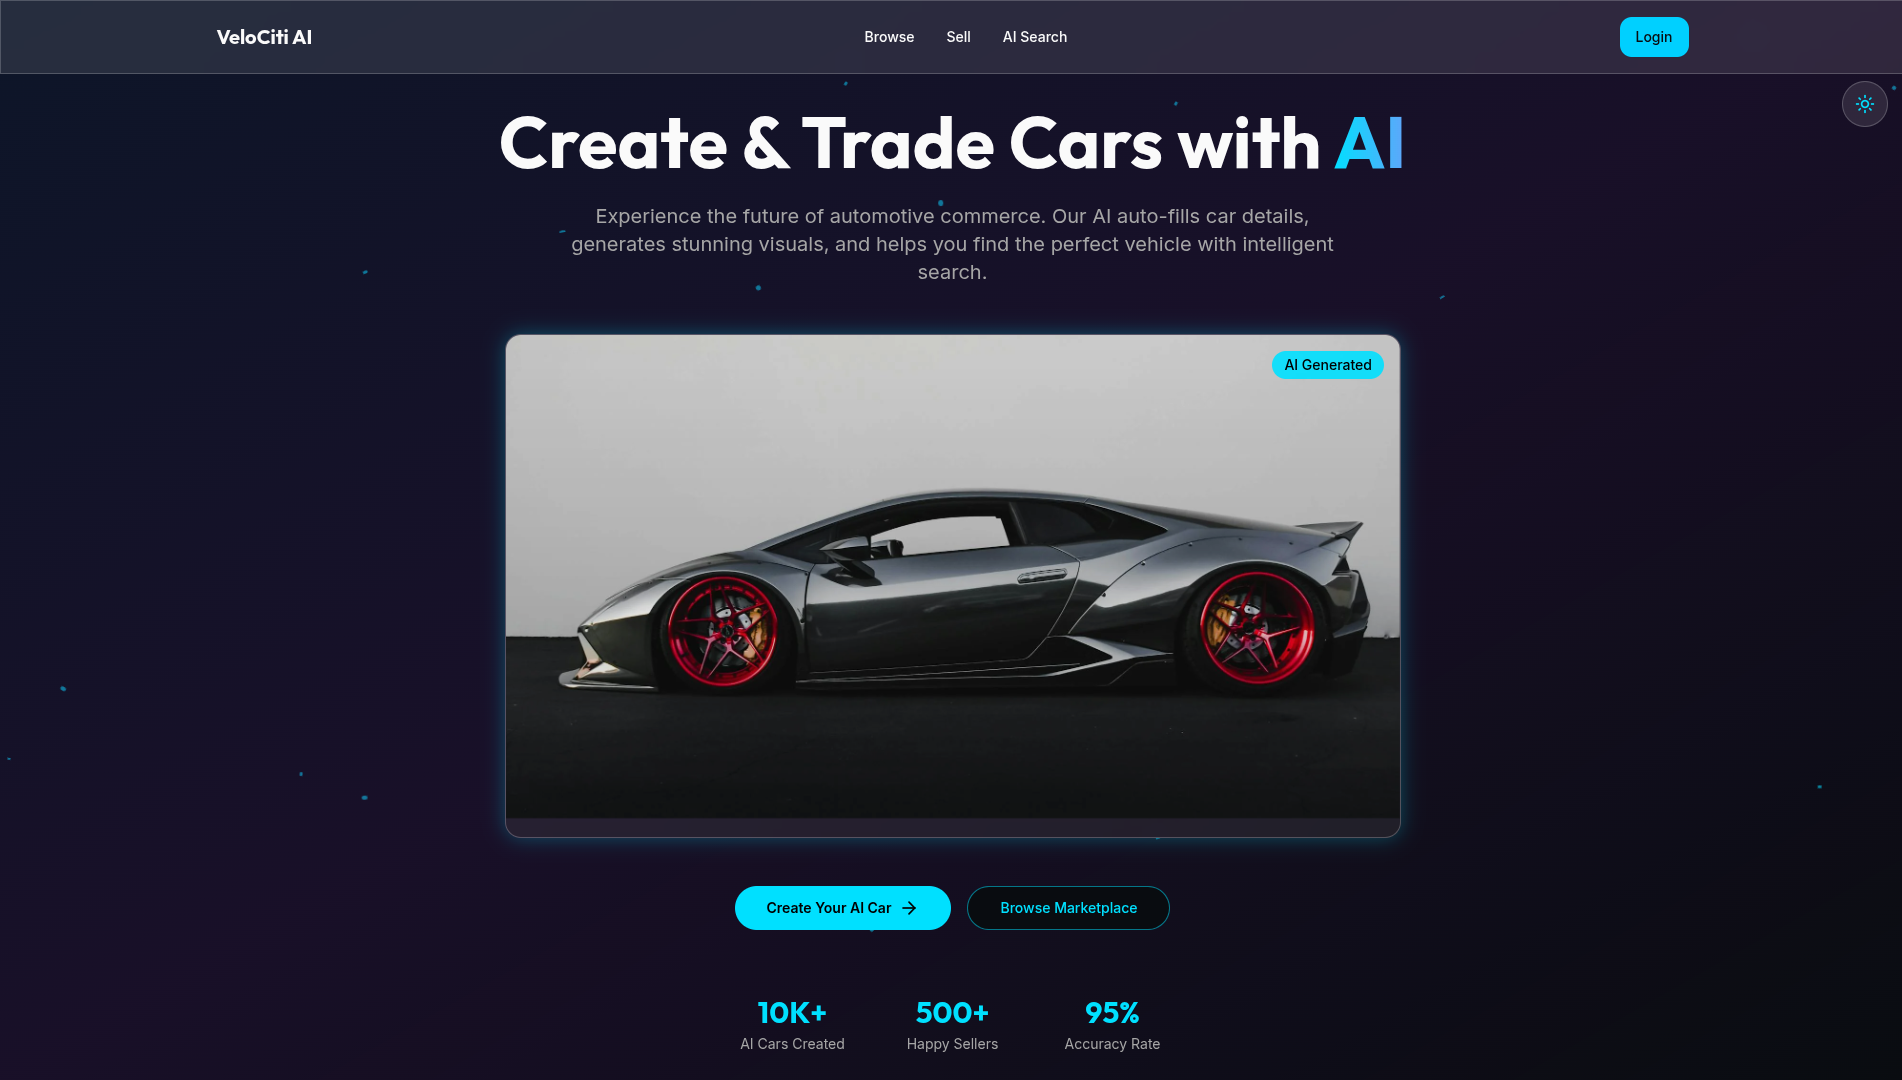 VeloCiti AI
Browse
Sell
AI Search
Login
Create & Trade Cars with AI
Experience the future of automotive commerce. Our AI auto-fills car details,
generates stunning visuals, and helps you find the perfect vehicle with intelligent
search.
AI Generated
Create Your AI Car
Browse Marketplace
10K+
AI Cars Created
500+
Happy Sellers
95%
Accuracy Rate